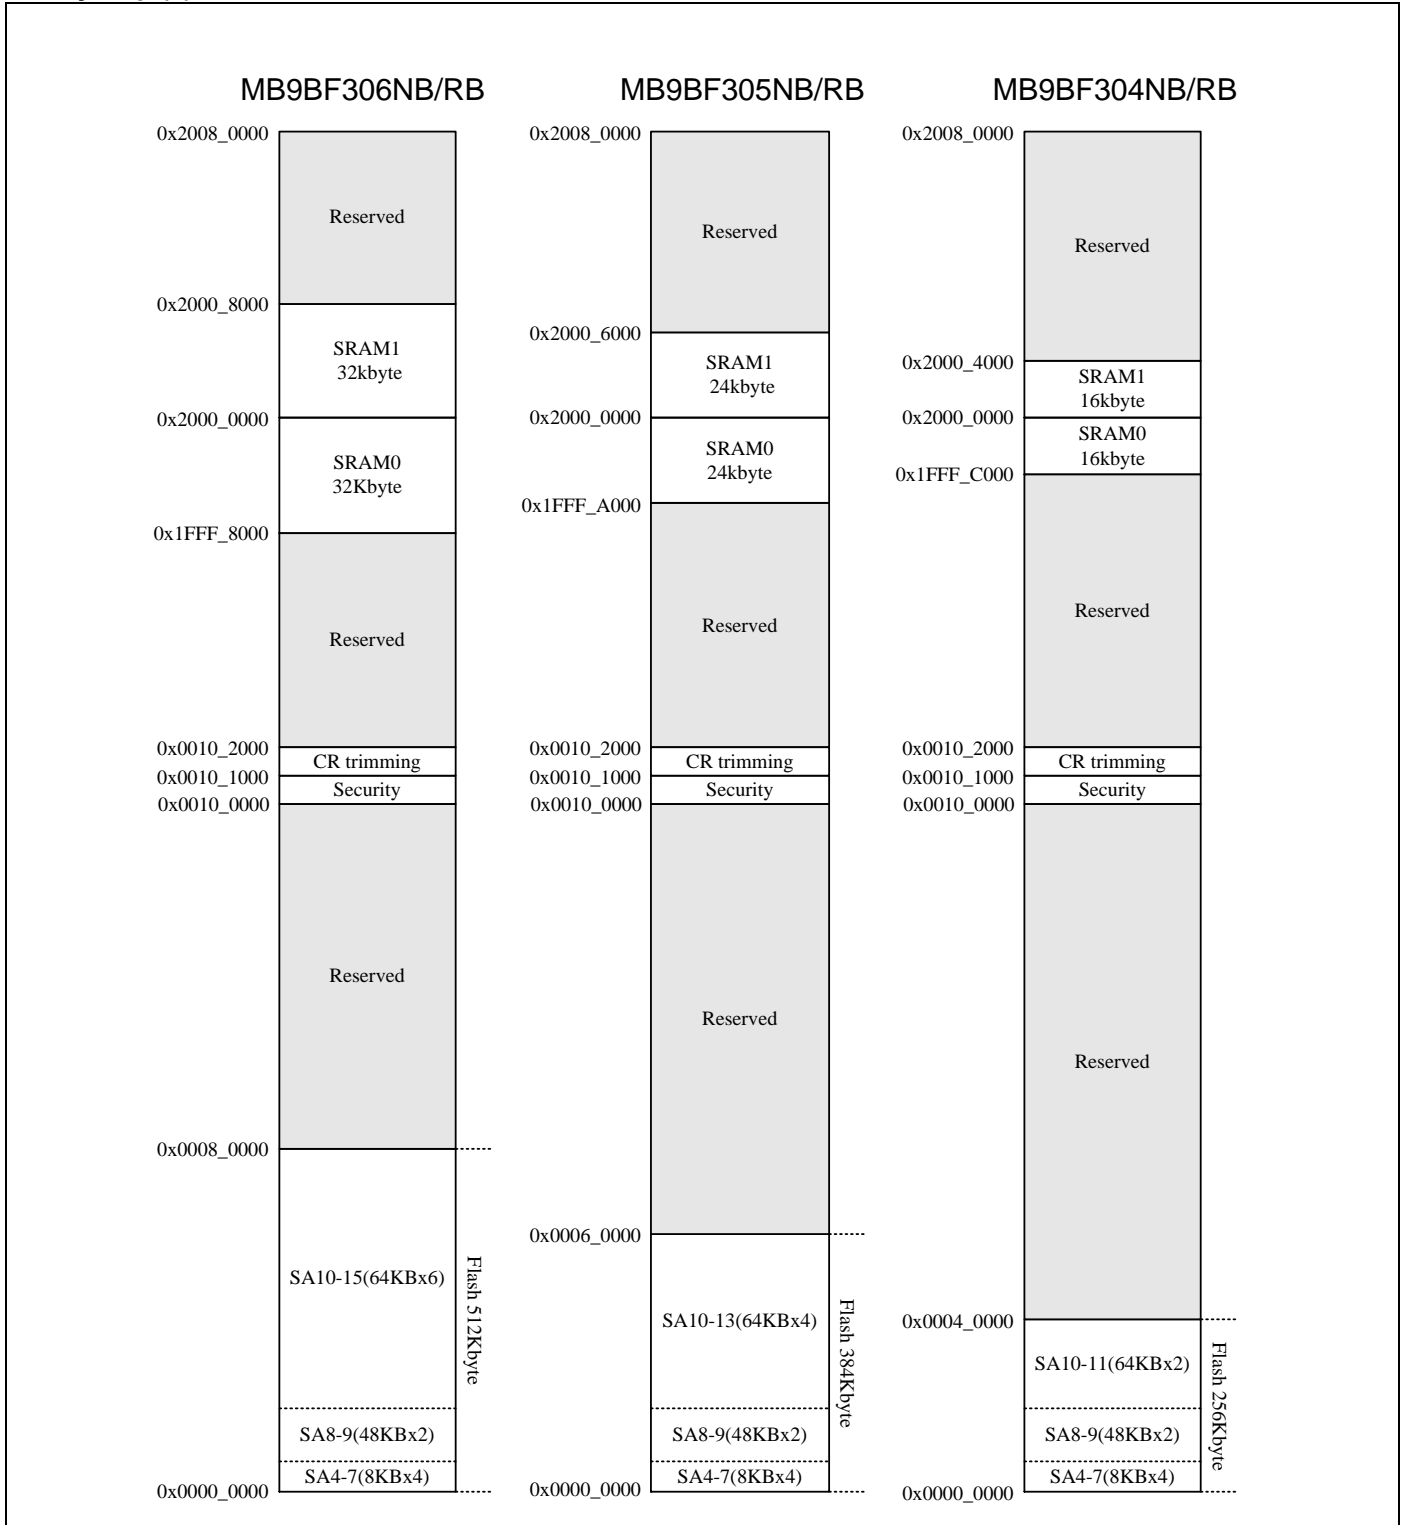 MB9BF306NB/RB
0x2008_0000
Reserved
0x2000_8000
SRAM1
32kbyte
0x2000_0000
SRAM0
32Kbyte
0x1FFF_8000
Reserved
0x0010_2000
CR trimming
0x0010_1000
Security
0x0010_0000
Reserved
0x0008_0000
SA10-15(64KBx6)
Flash 512Kbyte
SA8-9(48KBx2)
SA4-7(8KBx4)
0x0000_0000
MB9BF305NB/RB
0x2008_0000
Reserved
0x2000_6000
SRAM1
24kbyte
0x2000_0000
SRAM0
24kbyte
0x1FFF_A000
Reserved
0x0010_2000
CR trimming
0x0010_1000
Security
0x0010_0000
Reserved
0x0006_0000
SA10-13(64KBx4)
Flash 384Kbyte
SA8-9(48KBx2)
SA4-7(8KBx4)
0x0000_0000
MB9BF304NB/RB
0x2008_0000
Reserved
0x2000_4000
SRAM1
16kbyte
0x2000_0000
SRAM0
16kbyte
0x1FFF_C000
Reserved
0x0010_2000
CR trimming
0x0010_1000
Security
0x0010_0000
Reserved
0x0004_0000
SA10-11(64KBx2)
Flash 256Kbyte
SA8-9(48KBx2)
SA4-7(8KBx4)
0x0000_0000